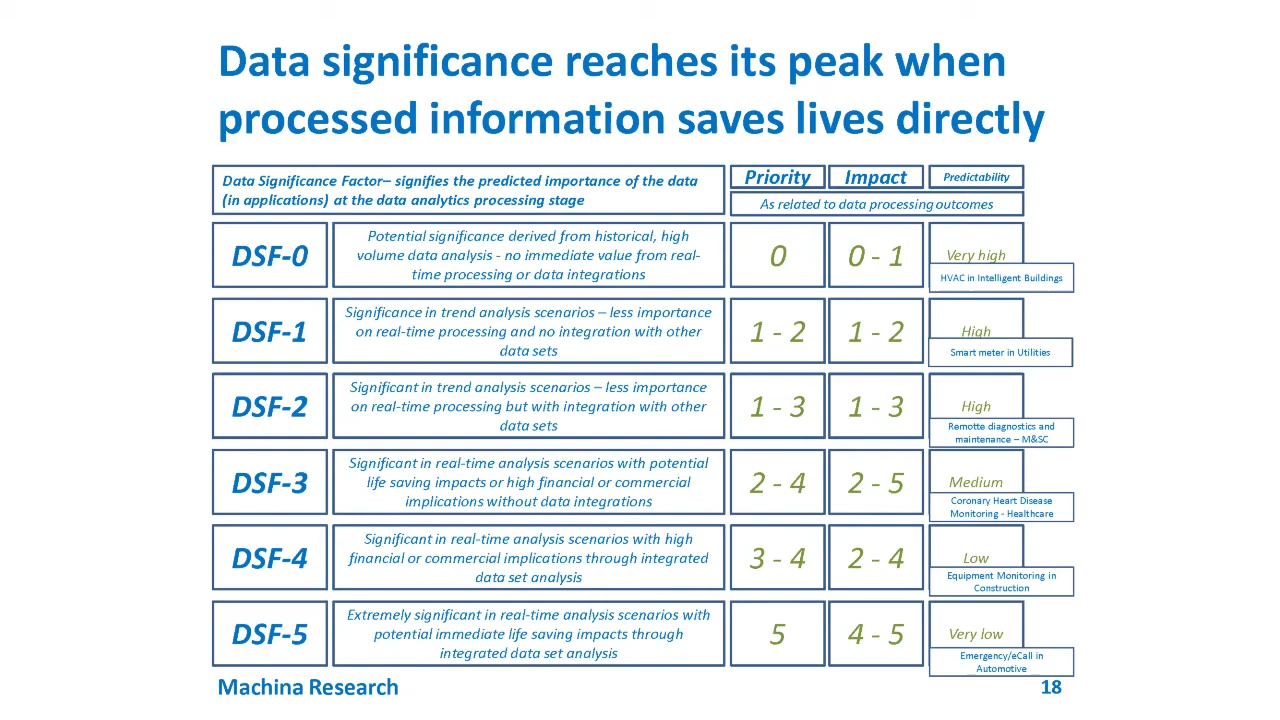 Data significance reaches its peak when
processed information saves lives directly
Data Significance Factor– signifies the predicted importance of the data
(in applications) at the data analytics processing stage
Priority
Impact
Predictability
As related to data processing outcomes
DSF-0
Potential significance derived from historical, high
volume data analysis - no immediate value from real-
time processing or data integrations
0
0 - 1
Very high
HVAC in Intelligent Buildings
DSF-1
Significance in trend analysis scenarios – less importance
on real-time processing and no integration with other
data sets
1 - 2
1 - 2
High
Smart meter in Utilities
DSF-2
Significant in trend analysis scenarios – less importance
on real-time processing but with integration with other
data sets
1 - 3
1 - 3
High
Remotte diagnostics and
maintenance – M&SC
DSF-3
Significant in real-time analysis scenarios with potential
life saving impacts or high financial or commercial
implications without data integrations
2 - 4
2 - 5
Medium
Coronary Heart Disease
Monitoring - Healthcare
DSF-4
Significant in real-time analysis scenarios with high
financial or commercial implications through integrated
data set analysis
3 - 4
2 - 4
Low
Equipment Monitoring in
Construction
DSF-5
Extremely significant in real-time analysis scenarios with
potential immediate life saving impacts through
integrated data set analysis
5
4 - 5
Very low
Emergency/eCall in
Automotive
Machina Research
18